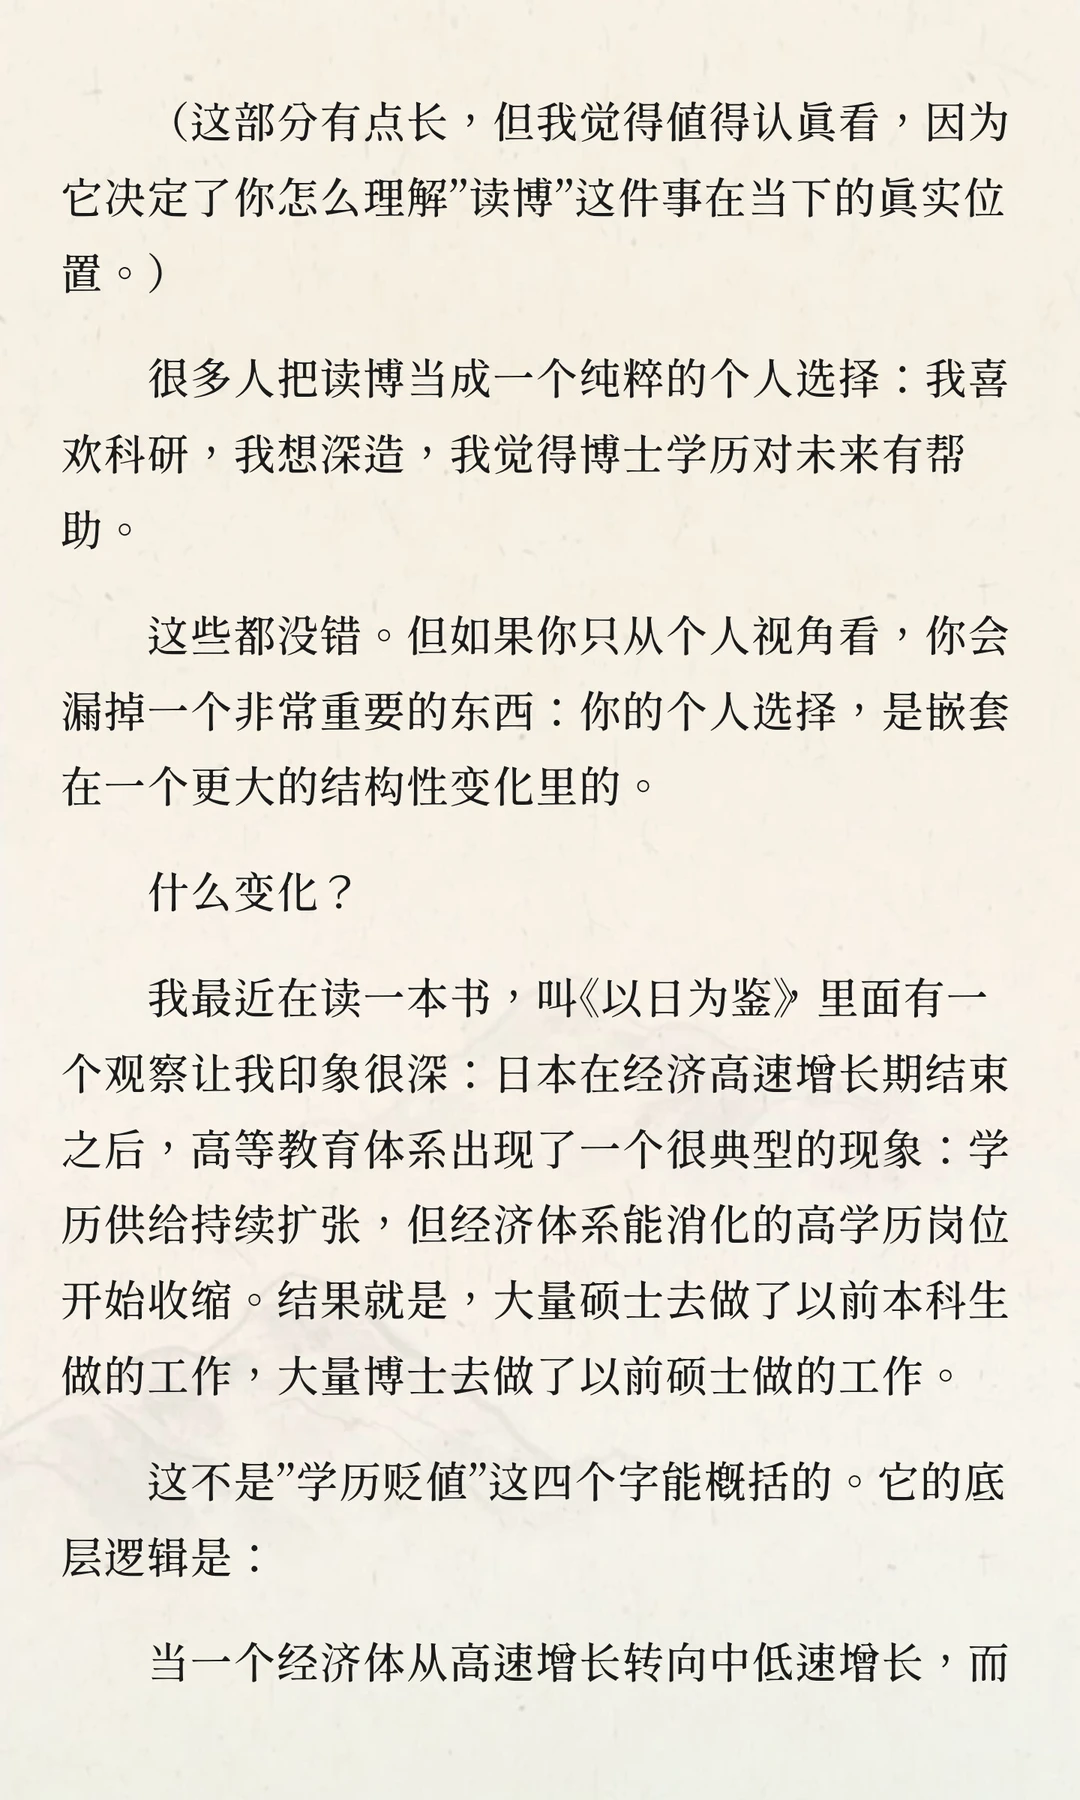 （这部分有点长，但我觉得值得认真看，因为
它决定了你怎么理解”读博”这件事在当下的真实位
置。）
很多人把读博当成一个纯粹的个人选择：我喜
欢科研，我想深造，我觉得博士学历对未来有帮
助。
这些都没错。但如果你只从个人视角看，你会
漏掉一个非常重要的东西：你的个人选择，是嵌套
在一个更大的结构性变化里的。
什么变化？
我最近在读一本书，叫《以日为鉴》，里面有一
个观察让我印象很深：日本在经济高速增长期结束
之后，高等教育体系出现了一个很典型的现象：学
历供给持续扩张，但经济体系能消化的高学历岗位
开始收缩。结果就是，大量硕士去做了以前本科生
做的工作，大量博士去做了以前硕士做的工作。
这不是”学历贬值”这四个字能概括的。它的底
层逻辑是：
当一个经济体从高速增长转向中低速增长，而